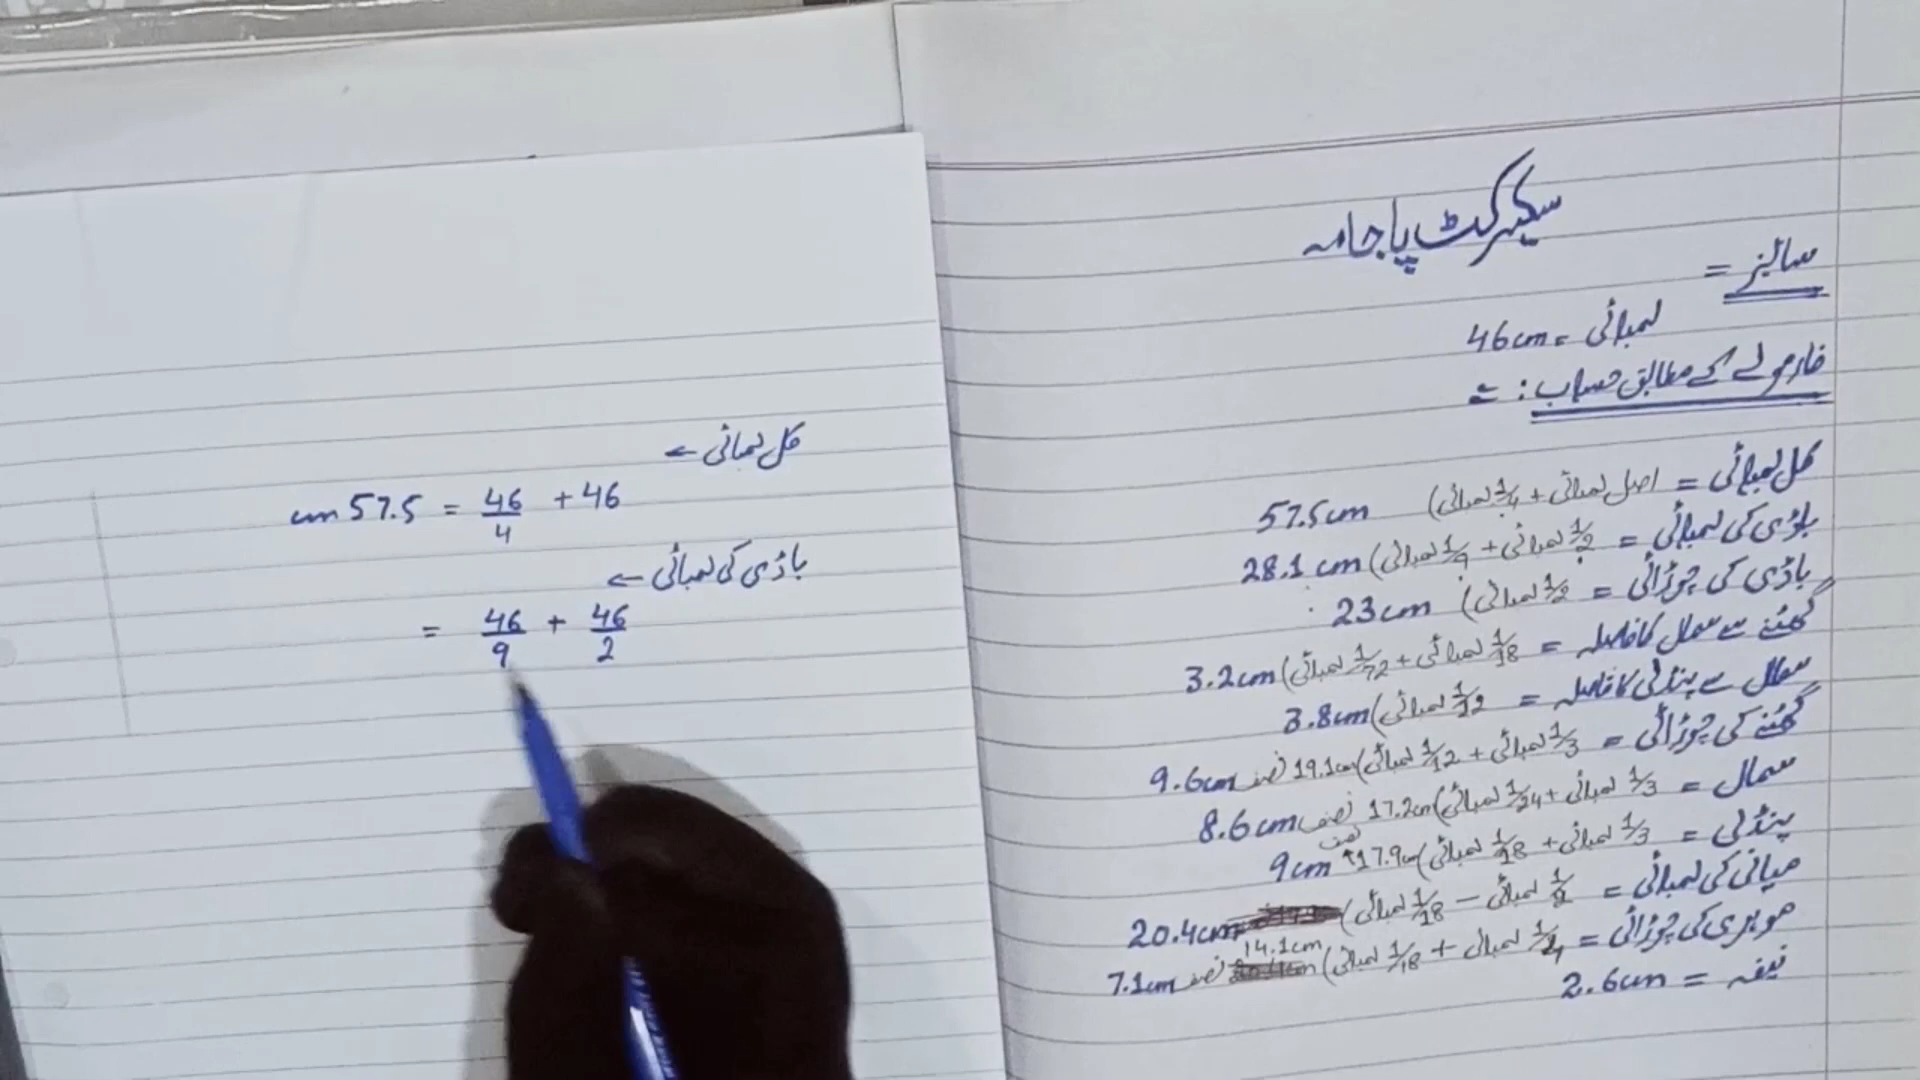 سکیر کٹ پاجامہ
سائز =
لمبائی = 46cm
فارمولے کے مطابق حساب :=
کل لمبائی = اصل لمبائی + 1/4 لمبائی) 57.5cm
باڈی کی لمبائی = 1/2 لمبائی + 1/9 لمبائی) 28.1 cm
باڈی کی چوڑائی = 1/2 لمبائی) 23cm
گھٹنے سے سمال کا فاصلہ = 1/18 لمبائی + 1/72 لمبائی) 3.2cm
سمال سے پنڈلی کا فاصلہ = 1/12 لمبائی) 3.8cm
گھٹنے کی چوڑائی = 1/3 لمبائی + 1/12 لمبائی) 19.1cm (نصف 9.6cm
سمال = 1/3 لمبائی + 1/24 لمبائی) 17.2cm (نصف 8.6cm
پنڈلی = 1/3 لمبائی + 1/18 لمبائی) 17.9cm نصف 9cm
میانی کی لمبائی = 1/2 لمبائی − 1/18 لمبائی) 20.4cm
موہری کی چوڑائی = 1/4 لمبائی + 1/18 لمبائی) 14.1cm (نصف 7.1cm
نیفہ = 2.6cm
کل لمبائی ←
cm 57.5 = 46/4 + 46
باڈی کی لمبائی ←
= 46/9 + 46/2